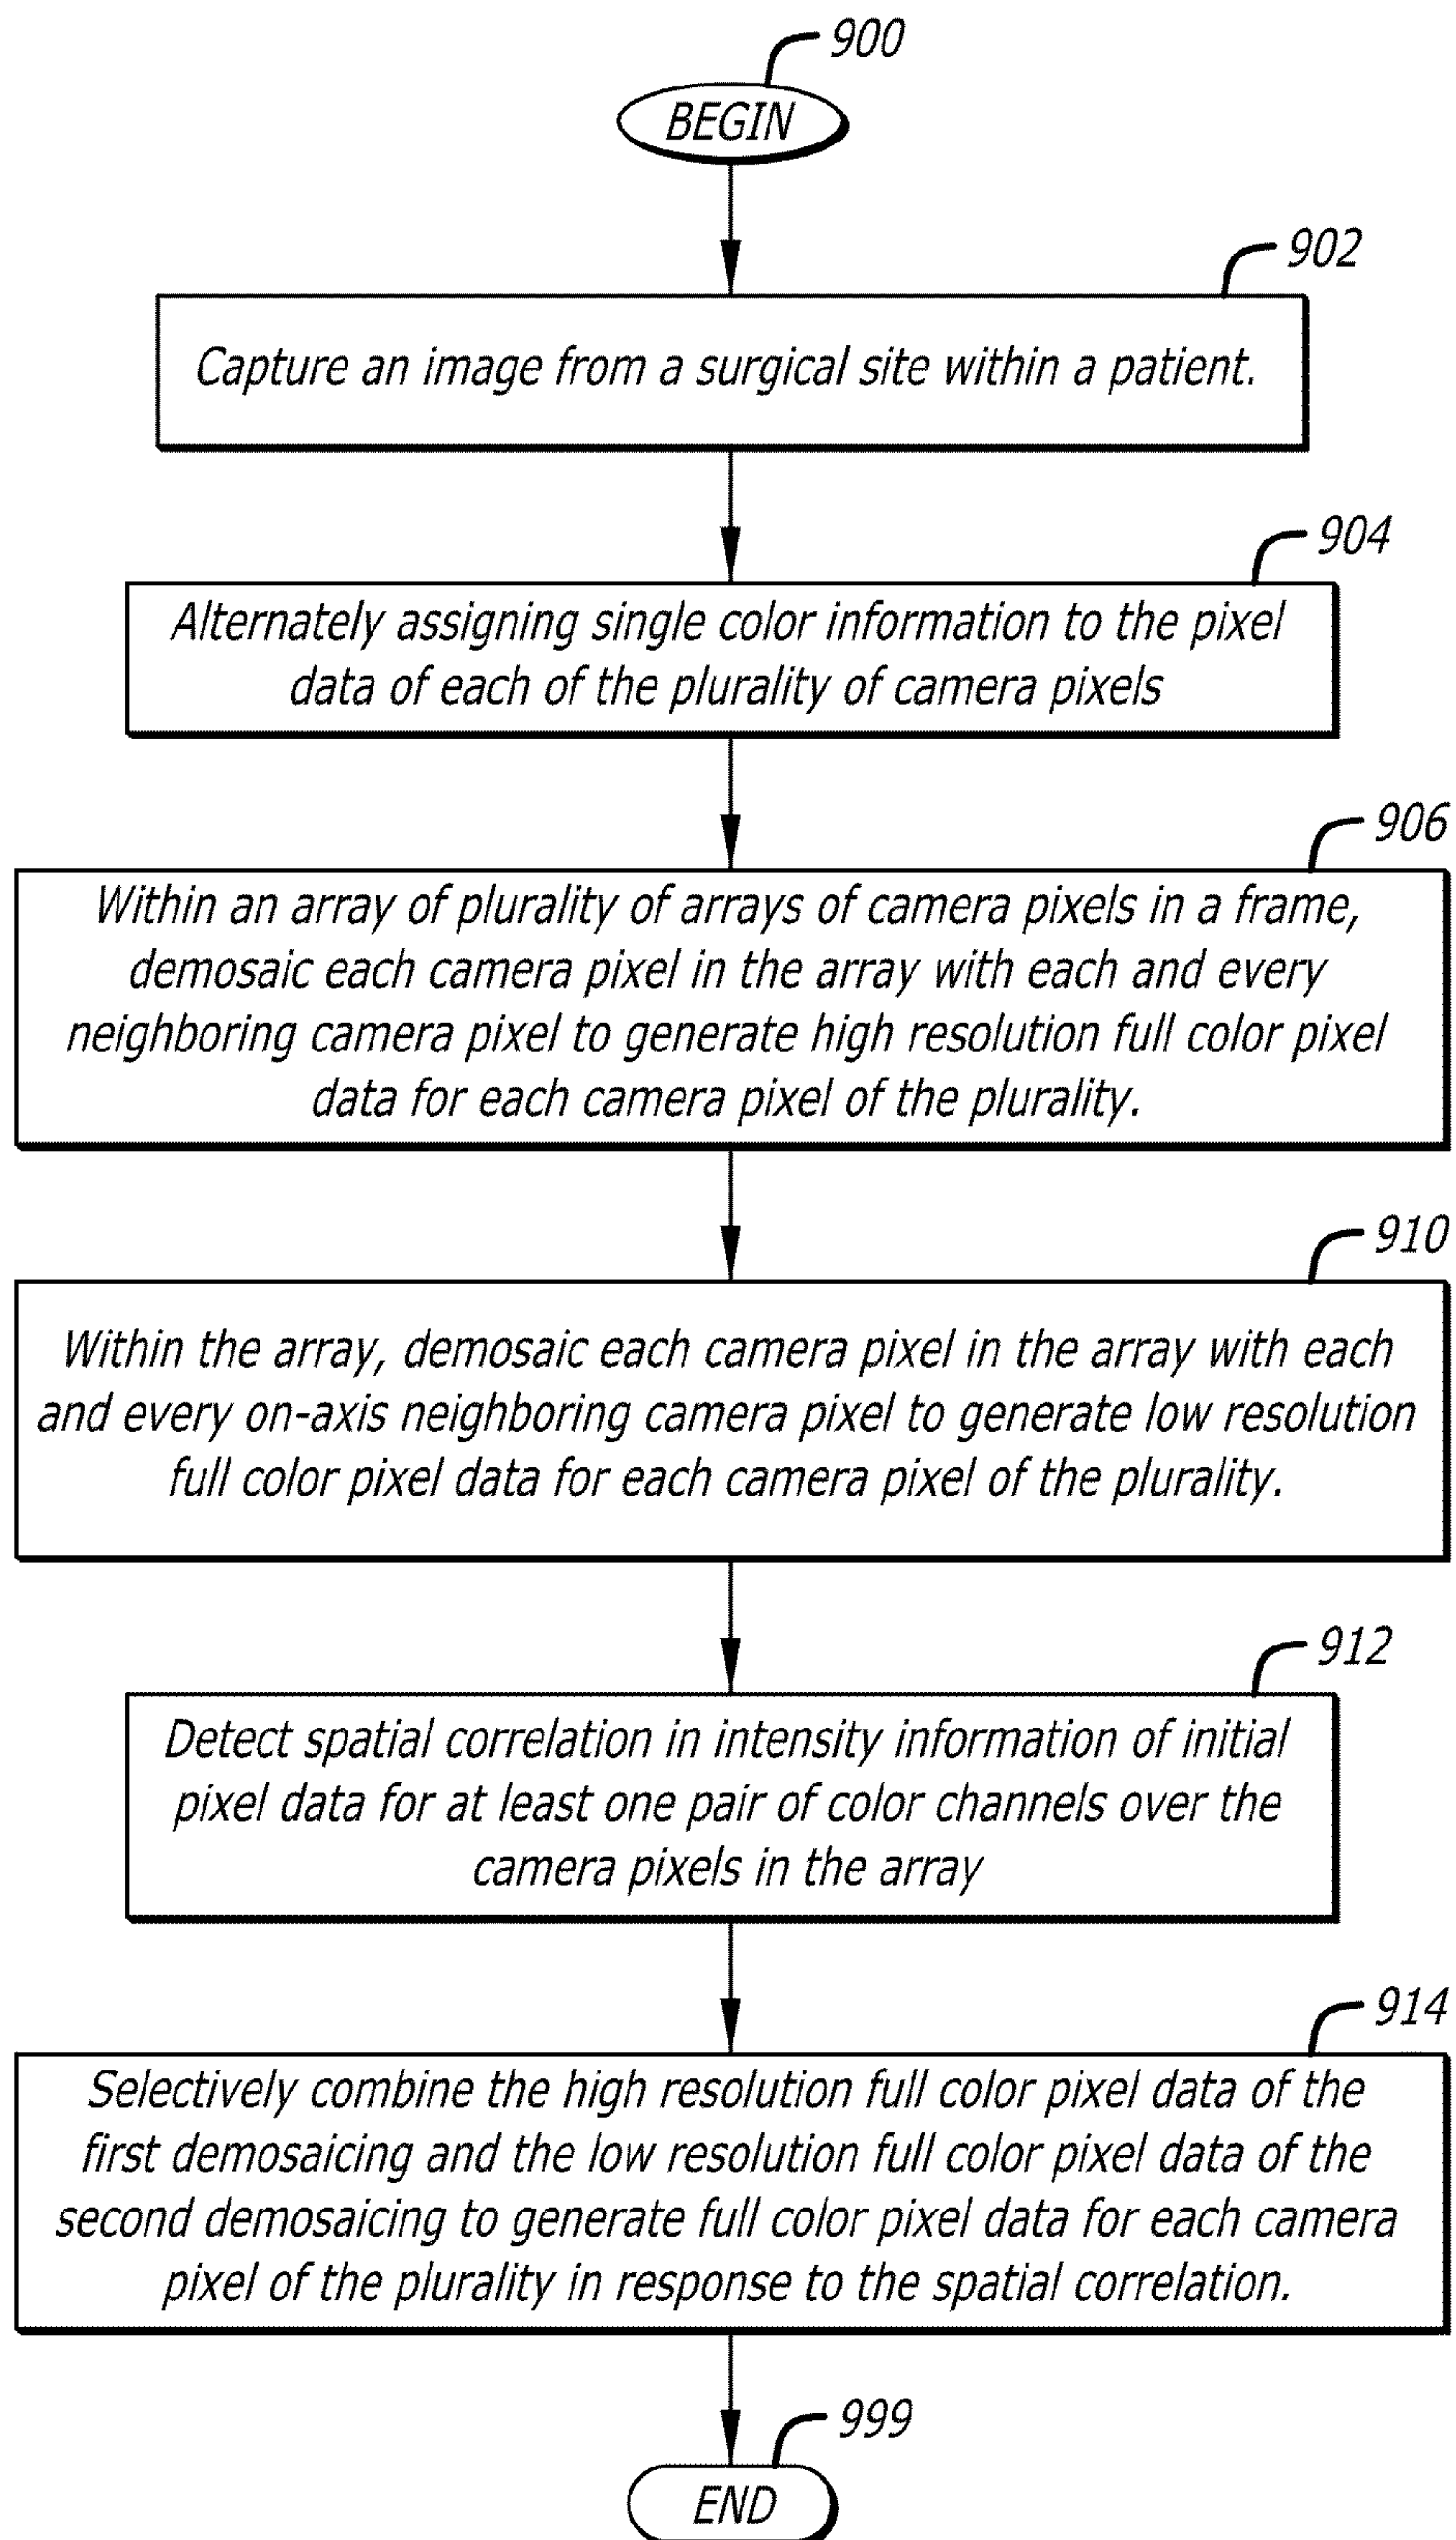 900
BEGIN
902
Capture an image from a surgical site within a patient.
904
Alternately assigning single color information to the pixel
data of each of the plurality of camera pixels
906
Within an array of plurality of arrays of camera pixels in a frame,
demosaic each camera pixel in the array with each and every
neighboring camera pixel to generate high resolution full color pixel
data for each camera pixel of the plurality.
910
Within the array, demosaic each camera pixel in the array with each
and every on-axis neighboring camera pixel to generate low resolution
full color pixel data for each camera pixel of the plurality.
912
Detect spatial correlation in intensity information of initial
pixel data for at least one pair of color channels over the
camera pixels in the array
914
Selectively combine the high resolution full color pixel data of the
first demosaicing and the low resolution full color pixel data of the
second demosaicing to generate full color pixel data for each camera
pixel of the plurality in response to the spatial correlation.
999
END